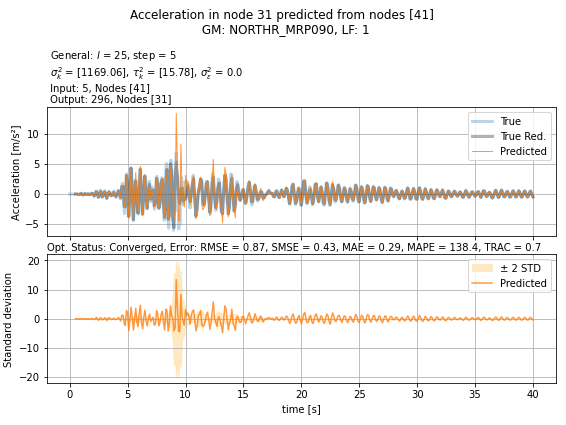 Acceleration in node 31 predicted from nodes [41]
GM: NORTHR_MRP090, LF: 1
General: l = 25, step = 5
σ²ₖ = [1169.06], τ²ₖ = [15.78], σ²_ε = 0.0
Input: 5, Nodes [41]
Output: 296, Nodes [31]
True
True Red.
Predicted
10
5
0
−5
Acceleration [m/s²]
Opt. Status: Converged, Error: RMSE = 0.87, SMSE = 0.43, MAE = 0.29, MAPE = 138.4, TRAC = 0.7
± 2 STD
Predicted
20
10
0
−10
−20
Standard deviation
0 5 10 15 20 25 30 35 40
time [s]